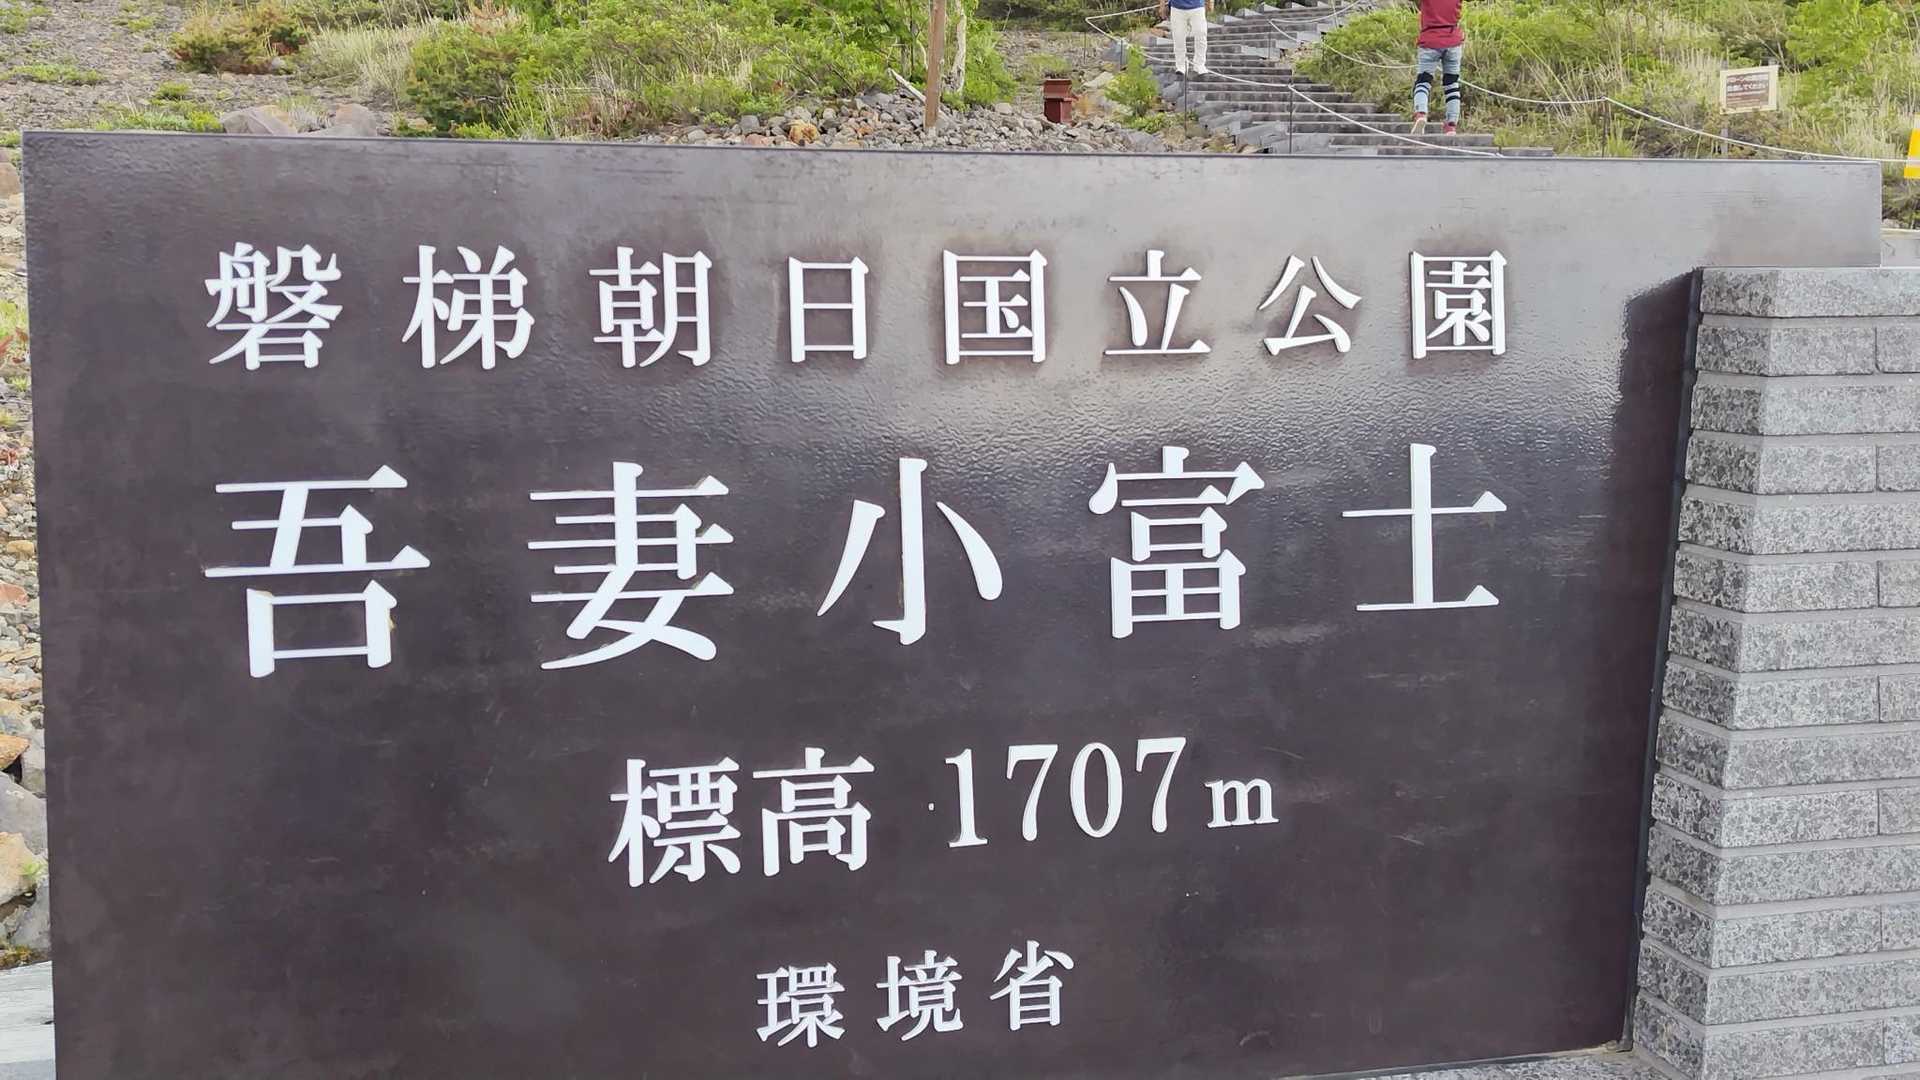 磐梯朝日国立公園
吾妻小富士
標高 1707m
環境省